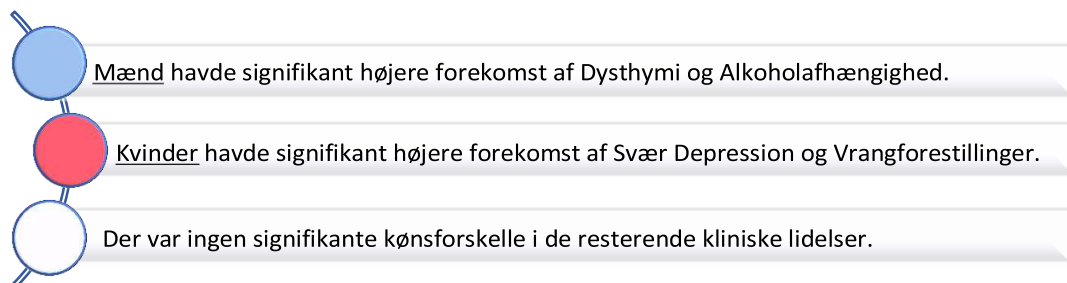 Mænd havde signifikant højere forekomst af Dysthymi og Alkoholafhængighed.
Kvinder havde signifikant højere forekomst af Svær Depression og Vrangforestillinger.
Der var ingen signifikante kønsforskelle i de resterende kliniske lidelser.